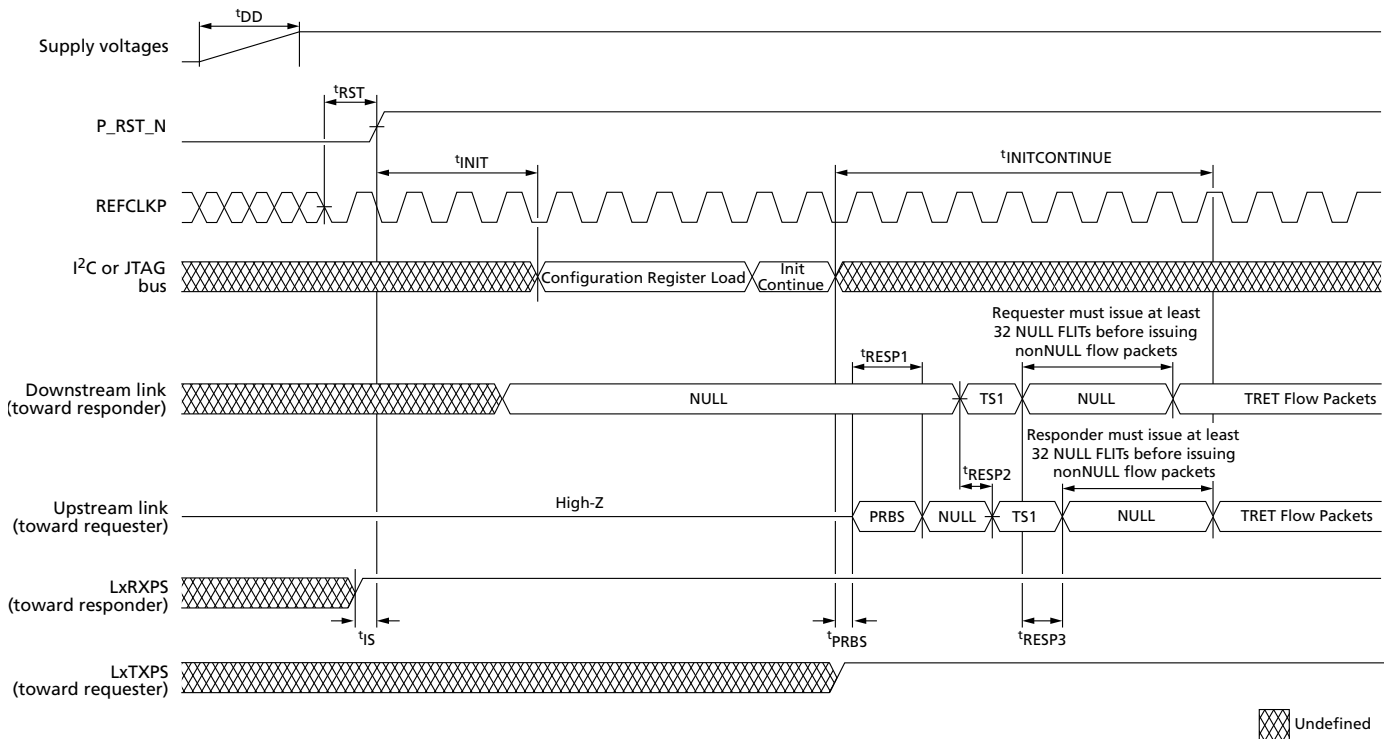 tDD
Supply voltages
tRST
P_RST_N
tINIT
tINITCONTINUE
REFCLKP
I2C or JTAG
bus
Configuration Register Load
Init
Continue
Requester must issue at least
32 NULL FLITs before issuing
nonNULL flow packets
tRESP1
Downstream link
(toward responder)
NULL
TS1
NULL
TRET Flow Packets
Responder must issue at least
32 NULL FLITs before issuing
nonNULL flow packets
tRESP2
Upstream link
(toward requester)
High-Z
PRBS
NULL
TS1
NULL
TRET Flow Packets
LxRXPS
(toward responder)
tIS
tPRBS
tRESP3
LxTXPS
(toward requester)
Undefined